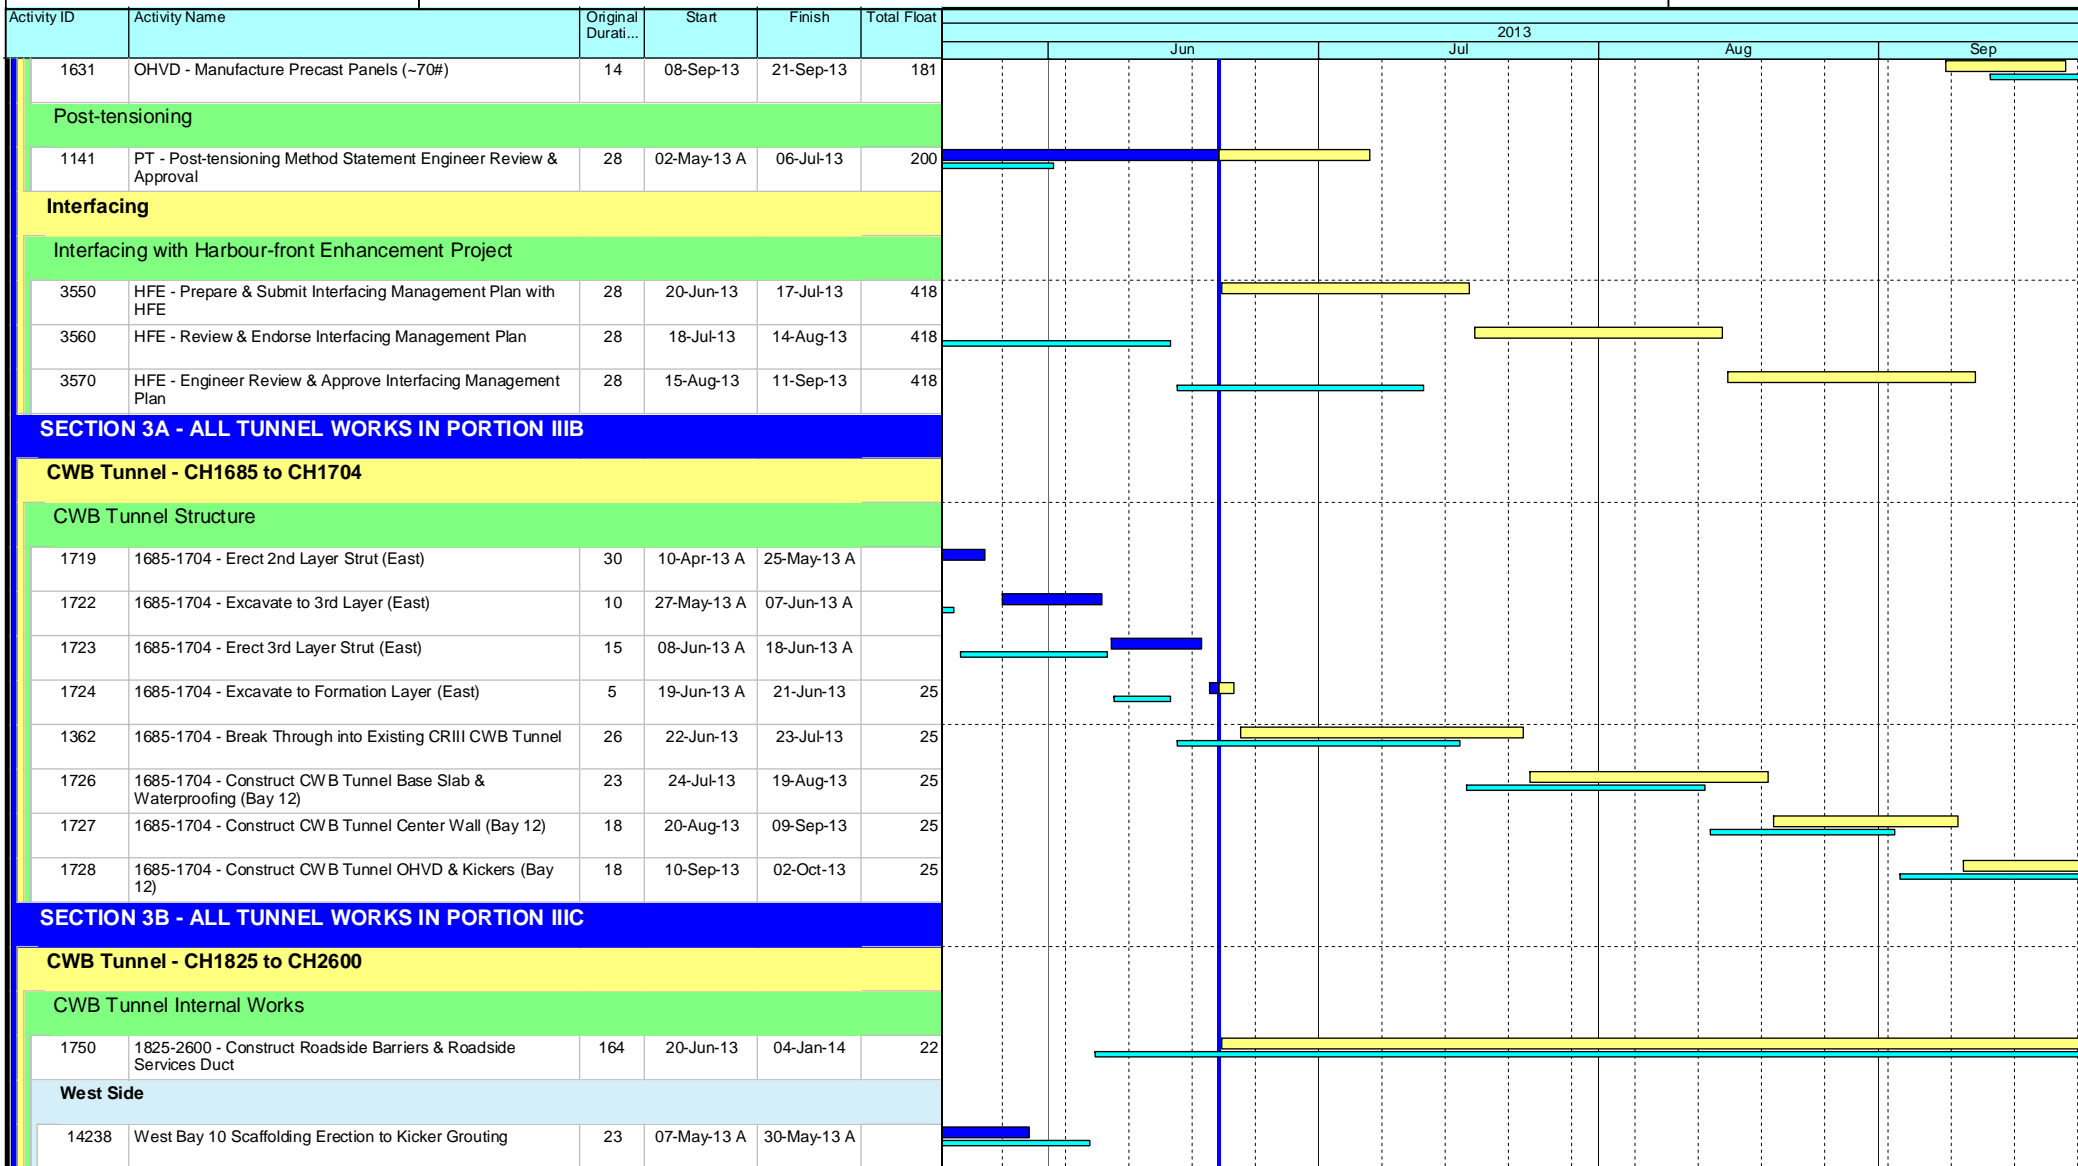 Activity ID Activity Name Original Start Finish Total Float
Durati...
2013
Jun Jul Aug Sep
1631 OHVD - Manufacture Precast Panels (~70#) 14 08-Sep-13 21-Sep-13 181
Post-tensioning
1141 PT - Post-tensioning Method Statement Engineer Review & 28 02-May-13 A 06-Jul-13 200
Approval
Interfacing
Interfacing with Harbour-front Enhancement Project
3550 HFE - Prepare & Submit Interfacing Management Plan with 28 20-Jun-13 17-Jul-13 418
HFE
3560 HFE - Review & Endorse Interfacing Management Plan 28 18-Jul-13 14-Aug-13 418
3570 HFE - Engineer Review & Approve Interfacing Management 28 15-Aug-13 11-Sep-13 418
Plan
SECTION 3A - ALL TUNNEL WORKS IN PORTION IIIB
CWB Tunnel - CH1685 to CH1704
CWB Tunnel Structure
1719 1685-1704 - Erect 2nd Layer Strut (East) 30 10-Apr-13 A 25-May-13 A
1722 1685-1704 - Excavate to 3rd Layer (East) 10 27-May-13 A 07-Jun-13 A
1723 1685-1704 - Erect 3rd Layer Strut (East) 15 08-Jun-13 A 18-Jun-13 A
1724 1685-1704 - Excavate to Formation Layer (East) 5 19-Jun-13 A 21-Jun-13 25
1362 1685-1704 - Break Through into Existing CRIII CWB Tunnel 26 22-Jun-13 23-Jul-13 25
1726 1685-1704 - Construct CWB Tunnel Base Slab & 23 24-Jul-13 19-Aug-13 25
Waterproofing (Bay 12)
1727 1685-1704 - Construct CWB Tunnel Center Wall (Bay 12) 18 20-Aug-13 09-Sep-13 25
1728 1685-1704 - Construct CWB Tunnel OHVD & Kickers (Bay 18 10-Sep-13 02-Oct-13 25
12)
SECTION 3B - ALL TUNNEL WORKS IN PORTION IIIC
CWB Tunnel - CH1825 to CH2600
CWB Tunnel Internal Works
1750 1825-2600 - Construct Roadside Barriers & Roadside 164 20-Jun-13 04-Jan-14 22
Services Duct
West Side
14238 West Bay 10 Scaffolding Erection to Kicker Grouting 23 07-May-13 A 30-May-13 A